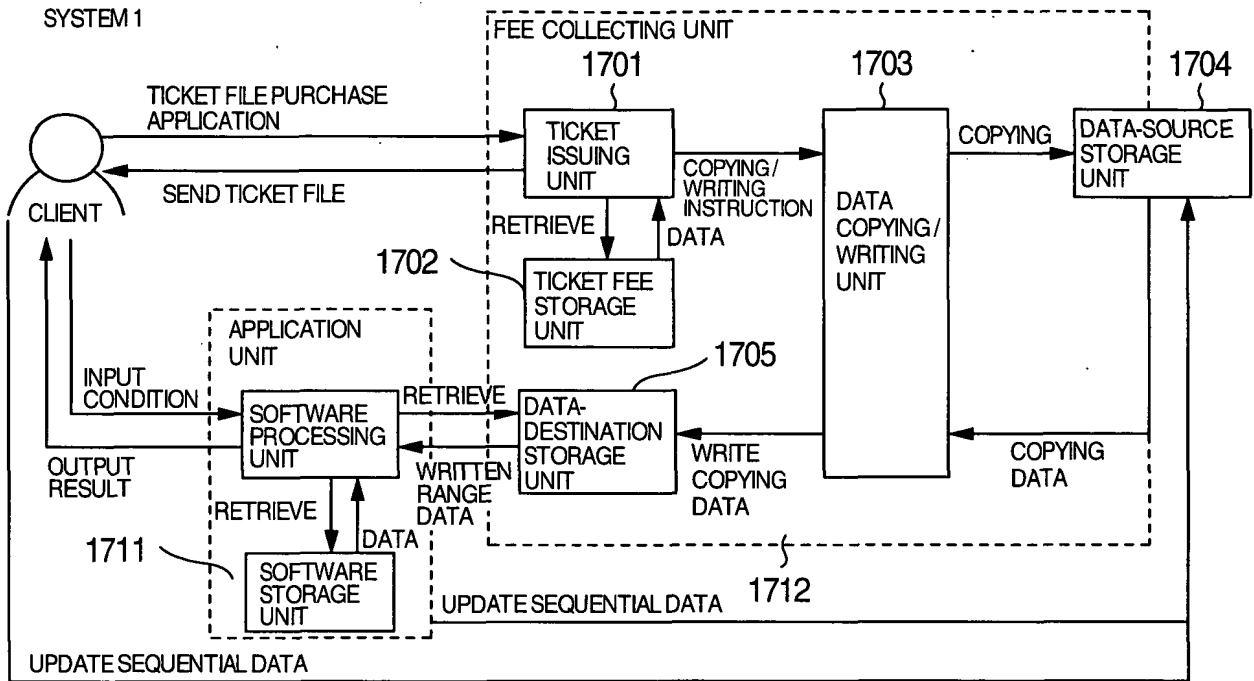 SYSTEM 1
FEE COLLECTING UNIT
1701
1703
1704
TICKET FILE PURCHASE
APPLICATION
TICKET
ISSUING
UNIT
COPYING
DATA-SOURCE
STORAGE
UNIT
SEND TICKET FILE
COPYING/
WRITING
INSTRUCTION
CLIENT
RETRIEVE
DATA
DATA
COPYING/
WRITING
UNIT
1702
TICKET FEE
STORAGE
UNIT
APPLICATION
UNIT
1705
INPUT
CONDITION
SOFTWARE
PROCESSING
UNIT
RETRIEVE
DATA-
DESTINATION
STORAGE
UNIT
OUTPUT
RESULT
WRITTEN
RANGE
DATA
WRITE
COPYING
DATA
COPYING
DATA
RETRIEVE
DATA
1711
SOFTWARE
STORAGE
UNIT
1712
UPDATE SEQUENTIAL DATA
UPDATE SEQUENTIAL DATA